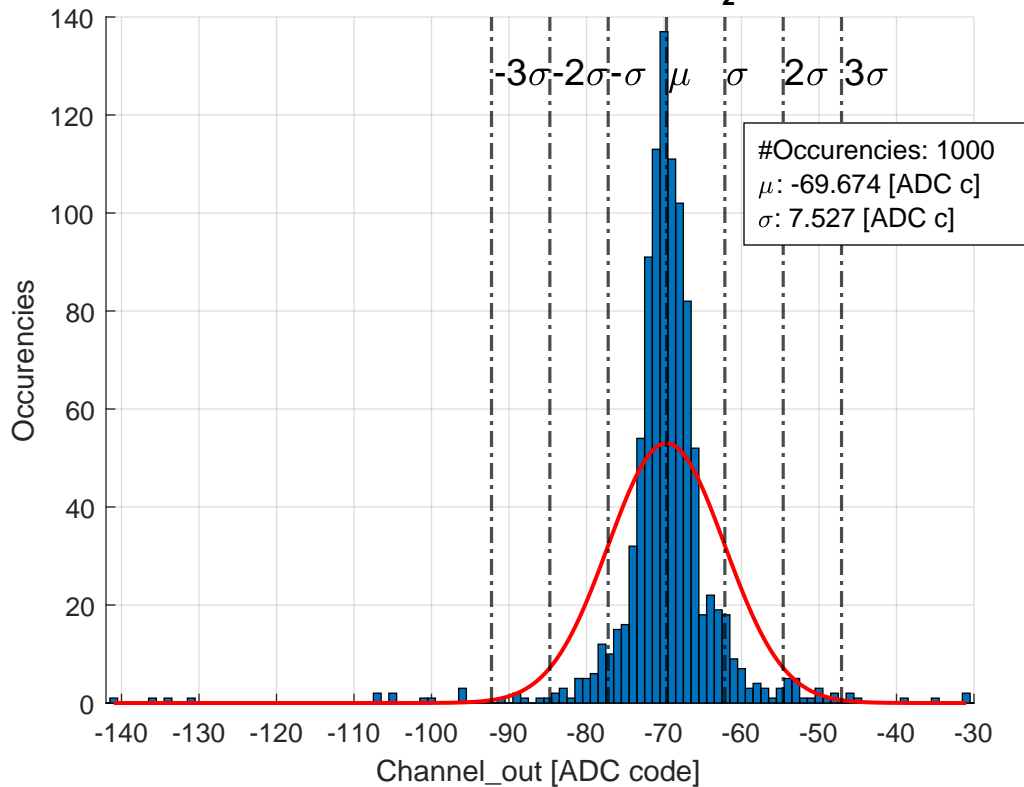 2
140
120
100
80
60
40
20
0
-3σ -2σ -σ μ σ 2σ 3σ
#Occurencies: 1000
μ: -69.674 [ADC c]
σ: 7.527 [ADC c]
Occurencies
-140 -130 -120 -110 -100 -90 -80 -70 -60 -50 -40 -30
Channel_out [ADC code]